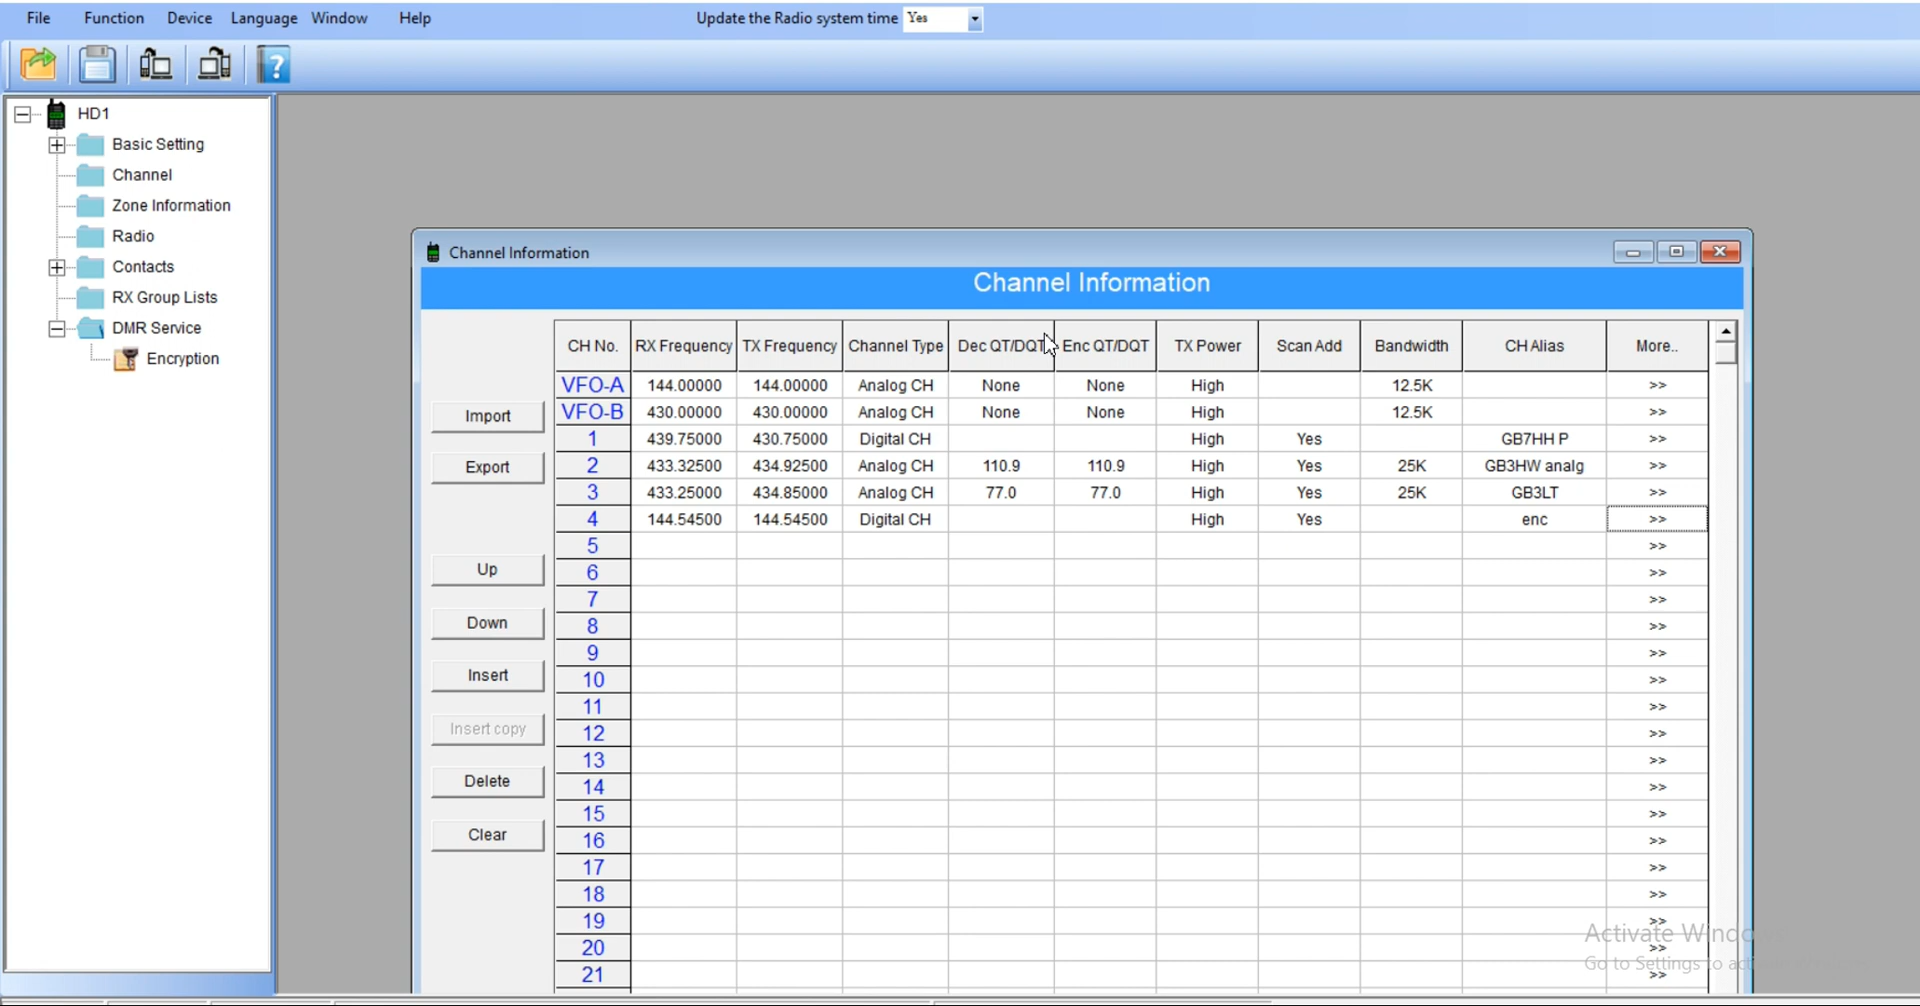 File Function Device Language Window Help Update the Radio system time Yes
?
HD1
Basic Setting
Channel
Zone Information
Radio
Contacts
RX Group Lists
DMR Service
Encryption
Channel Information
Channel Information
CH No. RX Frequency TX Frequency Channel Type Dec QT/DQT Enc QT/DQT TX Power Scan Add Bandwidth CH Alias More..
VFO-A 144.00000 144.00000 Analog CH None None High 12.5K >>
VFO-B 430.00000 430.00000 Analog CH None None High 12.5K >>
1 439.75000 430.75000 Digital CH High Yes GB7HH P >>
2 433.32500 434.92500 Analog CH 110.9 110.9 High Yes 25K GB3HW analg >>
3 433.25000 434.85000 Analog CH 77.0 77.0 High Yes 25K GB3LT >>
4 144.54500 144.54500 Digital CH High Yes enc >>
5 >>
6 >>
7 >>
8 >>
9 >>
10 >>
11 >>
12 >>
13 >>
14 >>
15 >>
16 >>
17 >>
18 >>
19 >>
20 >>
21 >>
Import
Export
Up
Down
Insert
Insert copy
Delete
Clear
Activate
Go to Settings to